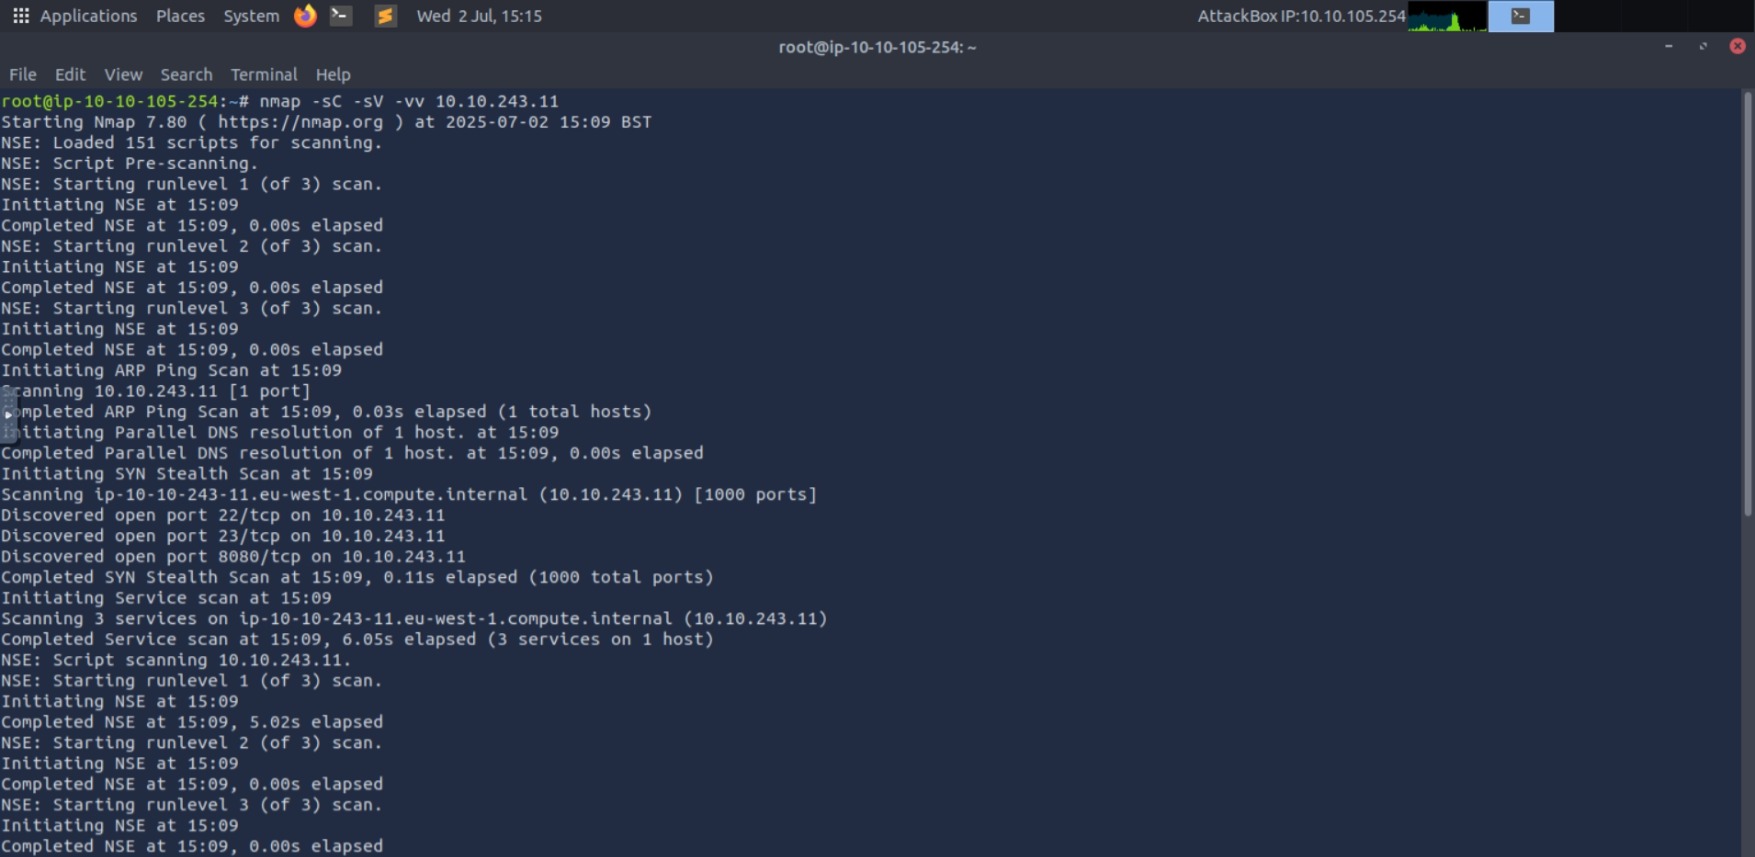 Applications Places System Wed 2 Jul, 15:15 AttackBox IP:10.10.105.254
root@ip-10-10-105-254: ~
File Edit View Search Terminal Help
root@ip-10-10-105-254:~# nmap -sC -sV -vv 10.10.243.11
Starting Nmap 7.80 ( https://nmap.org ) at 2025-07-02 15:09 BST
NSE: Loaded 151 scripts for scanning.
NSE: Script Pre-scanning.
NSE: Starting runlevel 1 (of 3) scan.
Initiating NSE at 15:09
Completed NSE at 15:09, 0.00s elapsed
NSE: Starting runlevel 2 (of 3) scan.
Initiating NSE at 15:09
Completed NSE at 15:09, 0.00s elapsed
NSE: Starting runlevel 3 (of 3) scan.
Initiating NSE at 15:09
Completed NSE at 15:09, 0.00s elapsed
Initiating ARP Ping Scan at 15:09
Scanning 10.10.243.11 [1 port]
Completed ARP Ping Scan at 15:09, 0.03s elapsed (1 total hosts)
Initiating Parallel DNS resolution of 1 host. at 15:09
Completed Parallel DNS resolution of 1 host. at 15:09, 0.00s elapsed
Initiating SYN Stealth Scan at 15:09
Scanning ip-10-10-243-11.eu-west-1.compute.internal (10.10.243.11) [1000 ports]
Discovered open port 22/tcp on 10.10.243.11
Discovered open port 23/tcp on 10.10.243.11
Discovered open port 8080/tcp on 10.10.243.11
Completed SYN Stealth Scan at 15:09, 0.11s elapsed (1000 total ports)
Initiating Service scan at 15:09
Scanning 3 services on ip-10-10-243-11.eu-west-1.compute.internal (10.10.243.11)
Completed Service scan at 15:09, 6.05s elapsed (3 services on 1 host)
NSE: Script scanning 10.10.243.11.
NSE: Starting runlevel 1 (of 3) scan.
Initiating NSE at 15:09
Completed NSE at 15:09, 5.02s elapsed
NSE: Starting runlevel 2 (of 3) scan.
Initiating NSE at 15:09
Completed NSE at 15:09, 0.00s elapsed
NSE: Starting runlevel 3 (of 3) scan.
Initiating NSE at 15:09
Completed NSE at 15:09, 0.00s elapsed